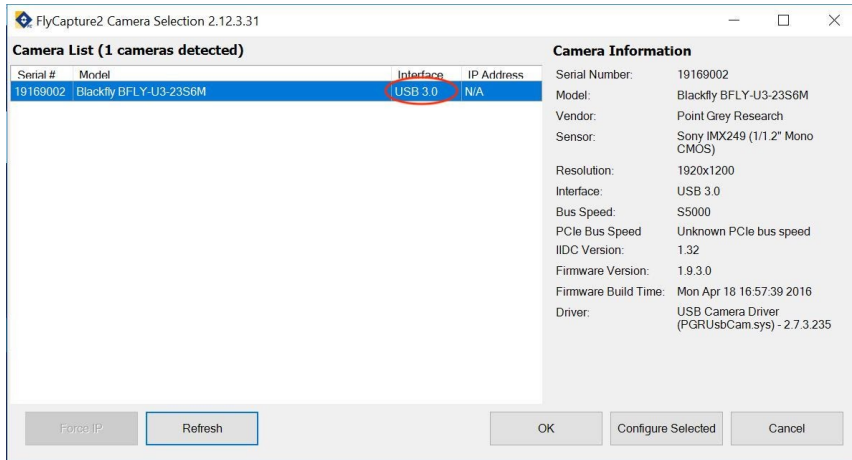 FlyCapture2 Camera Selection 2.12.3.31
Camera List (1 cameras detected)
Serial # Model Interface IP Address
19169002 Blackfly BFLY-U3-23S6M USB 3.0 N/A
Camera Information
Serial Number: 19169002
Model: Blackfly BFLY-U3-23S6M
Vendor: Point Grey Research
Sensor: Sony IMX249 (1/1.2" Mono
CMOS)
Resolution: 1920x1200
Interface: USB 3.0
Bus Speed: S5000
PCIe Bus Speed Unknown PCIe bus speed
IIDC Version: 1.32
Firmware Version: 1.9.3.0
Firmware Build Time: Mon Apr 18 16:57:39 2016
Driver: USB Camera Driver
(PGRUsbCam.sys) - 2.7.3.235
Force IP Refresh OK Configure Selected Cancel